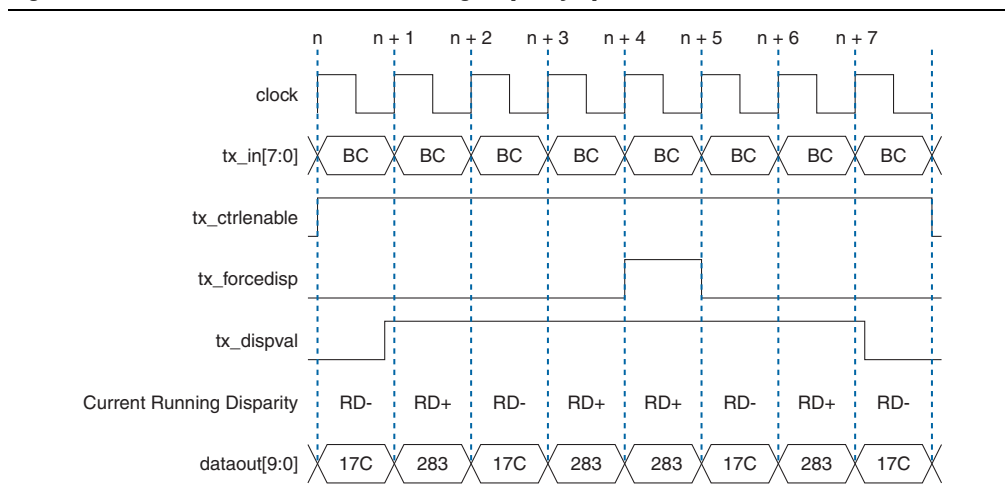 n n + 1 n + 2 n + 3 n + 4 n + 5 n + 6 n + 7
clock
tx_in[7:0] BC BC BC BC BC BC BC BC
tx_ctrlenable
tx_forcedisp
tx_dispval
Current Running Disparity RD- RD+ RD- RD+ RD+ RD- RD+ RD-
dataout[9:0] 17C 283 17C 283 283 17C 283 17C